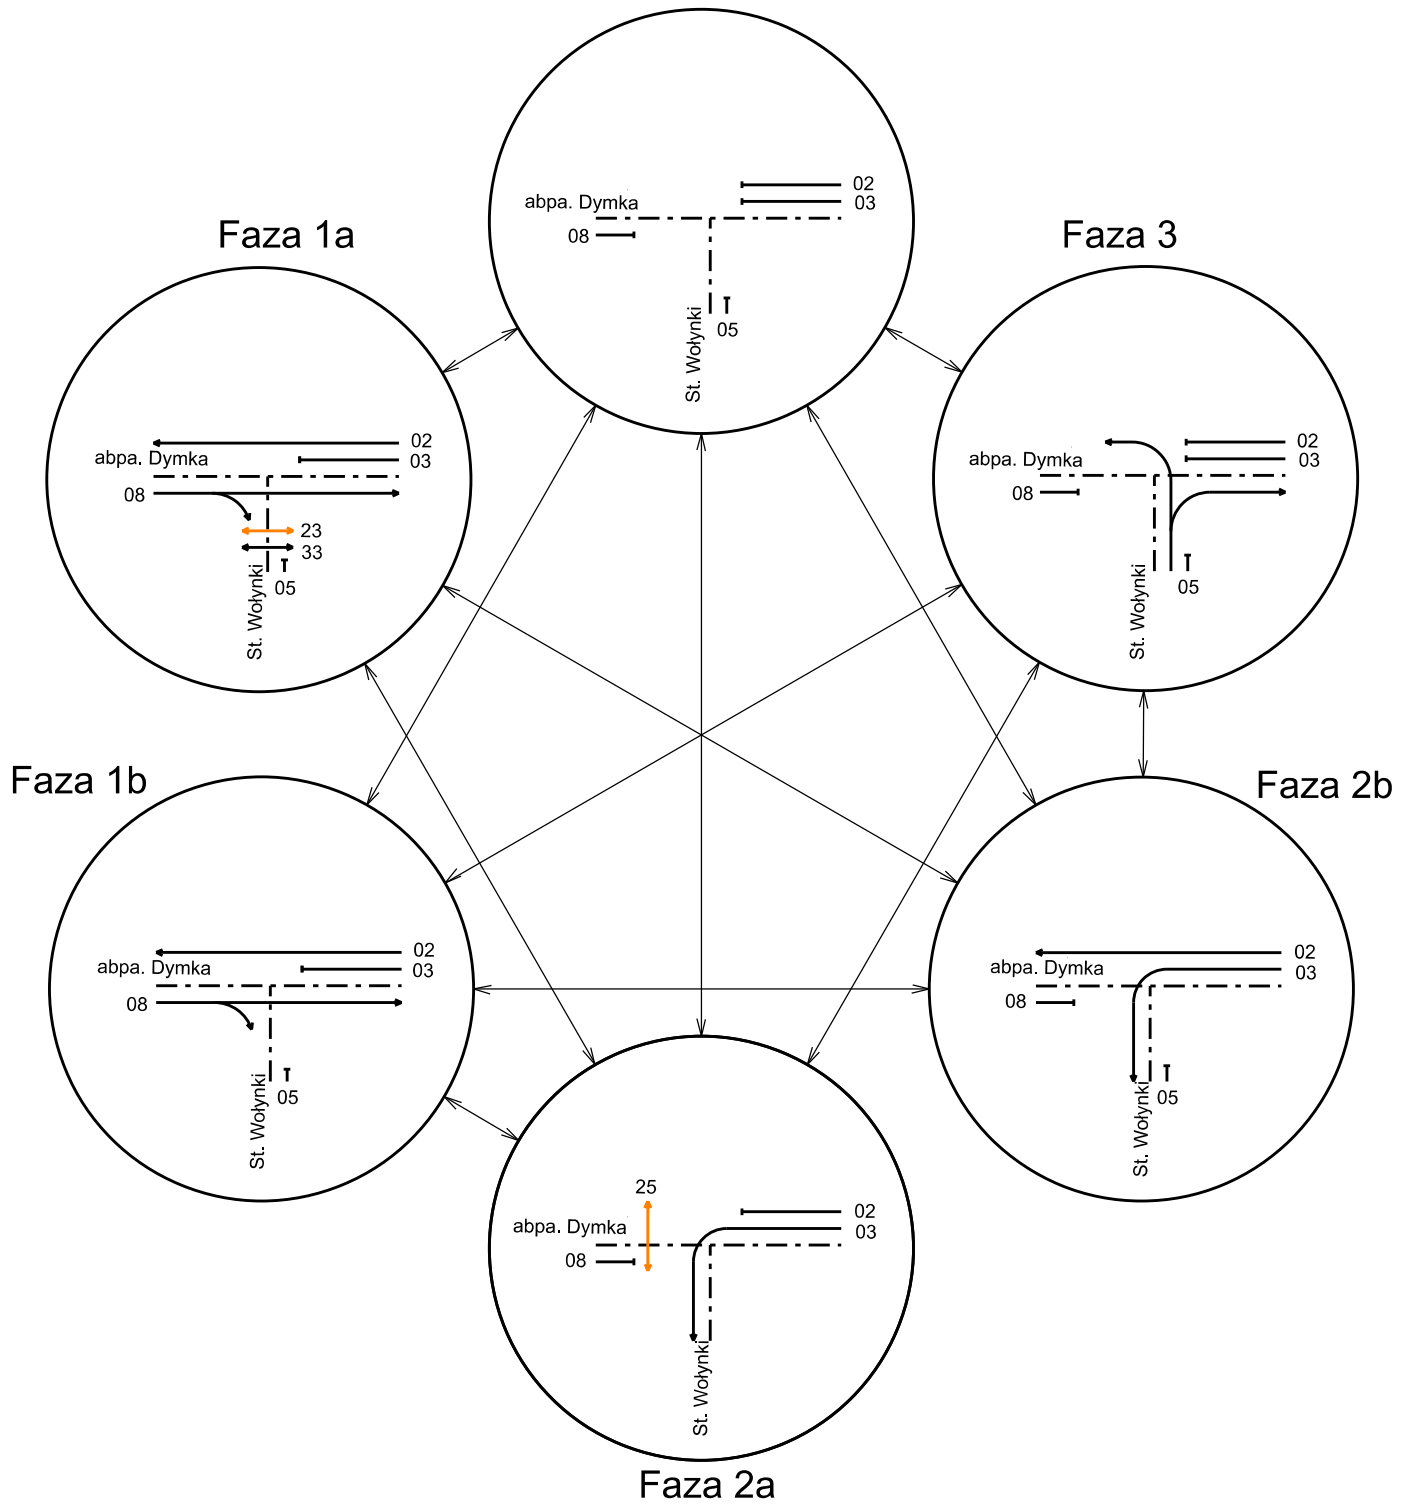 02
abpa. Dymka
03
08
St. Wołynki
05
Faza 1a
02
abpa. Dymka
03
08
23
33
St. Wołynki
05
Faza 3
02
abpa. Dymka
03
08
St. Wołynki
05
Faza 1b
02
abpa. Dymka
03
08
St. Wołynki
05
Faza 2b
02
abpa. Dymka
03
08
St. Wołynki
05
25
02
abpa. Dymka
03
08
St. Wołynki
Faza 2a